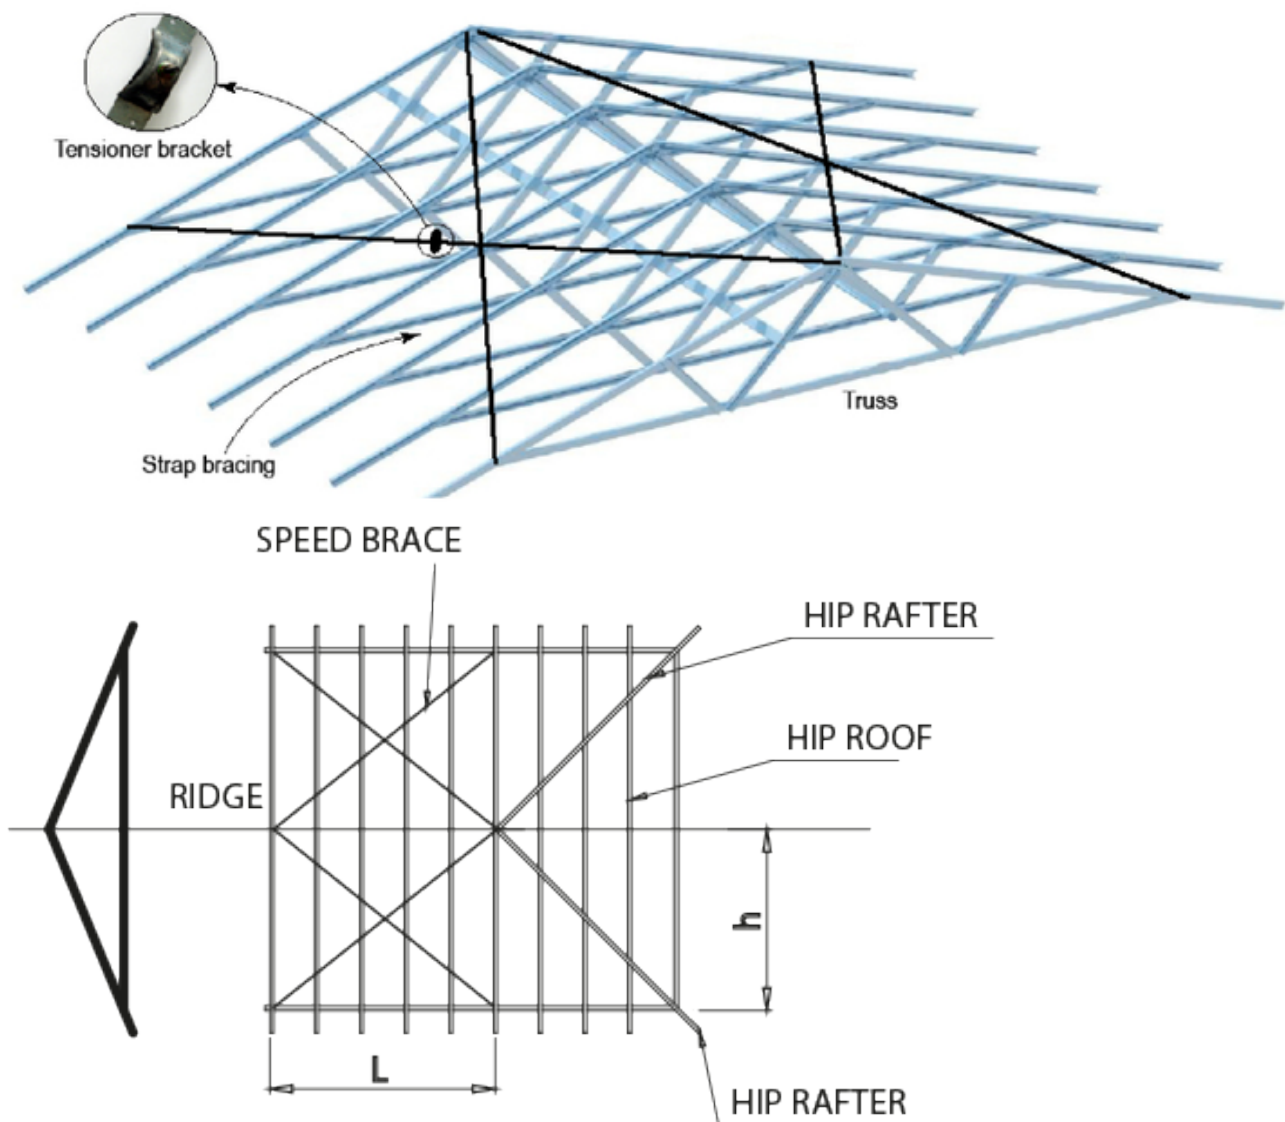 Tensioner bracket
Truss
Strap bracing
SPEED BRACE
HIP RAFTER
HIP ROOF
RIDGE
h
L
HIP RAFTER